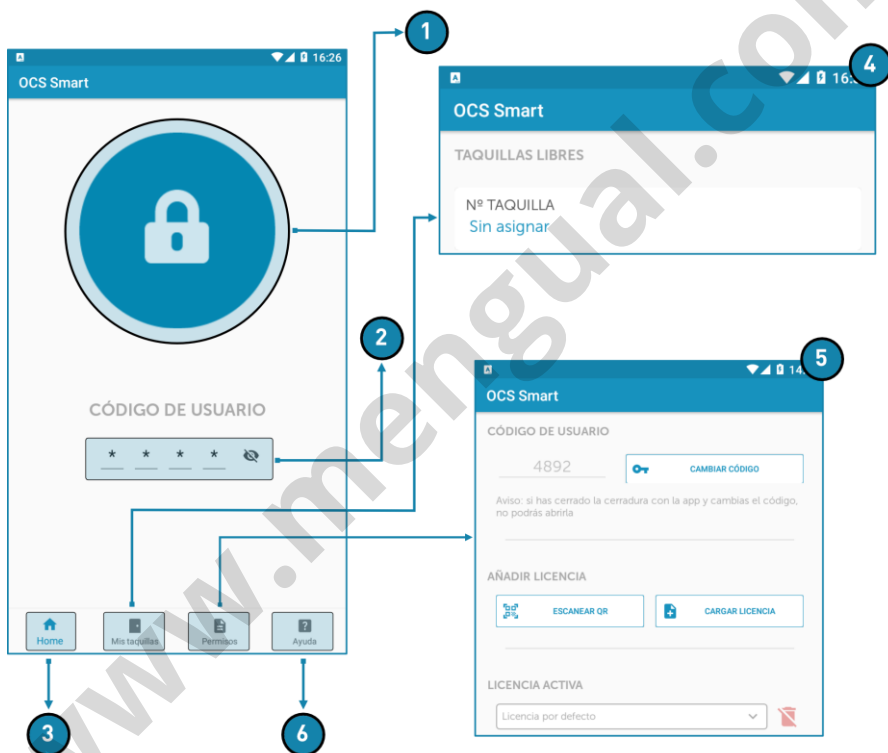 1
16:26
OCS Smart
CÓDIGO DE USUARIO
* * * *
Home
Mis taquillas
Permisos
Ayuda
2
3
6
4
OCS Smart
TAQUILLAS LIBRES
Nº TAQUILLA
Sin asignar
5
OCS Smart
CÓDIGO DE USUARIO
4892
CAMBIAR CÓDIGO
Aviso: si has cerrado la cerradura con la app y cambias el código,
no podrás abrirla
AÑADIR LICENCIA
ESCANEAR QR
CARGAR LICENCIA
LICENCIA ACTIVA
Licencia por defecto
www.mengual.com